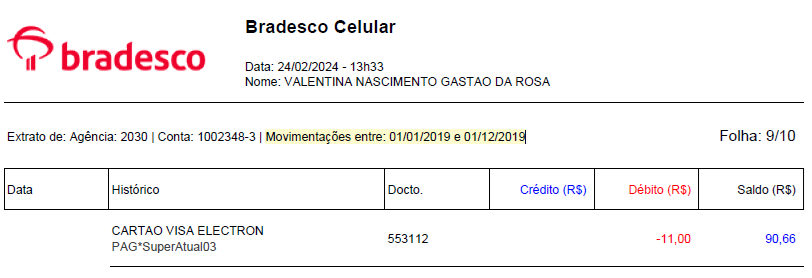 Bradesco Celular
bradesco
Data: 24/02/2024 - 13h33
Nome: VALENTINA NASCIMENTO GASTAO DA ROSA
Extrato de: Agência: 2030 | Conta: 1002348-3 | Movimentações entre: 01/01/2019 e 01/12/2019 Folha: 9/10
Data Histórico Docto. Crédito (R$) Débito (R$) Saldo (R$)
CARTAO VISA ELECTRON
PAG*SuperAtual03 553112 -11,00 90,66